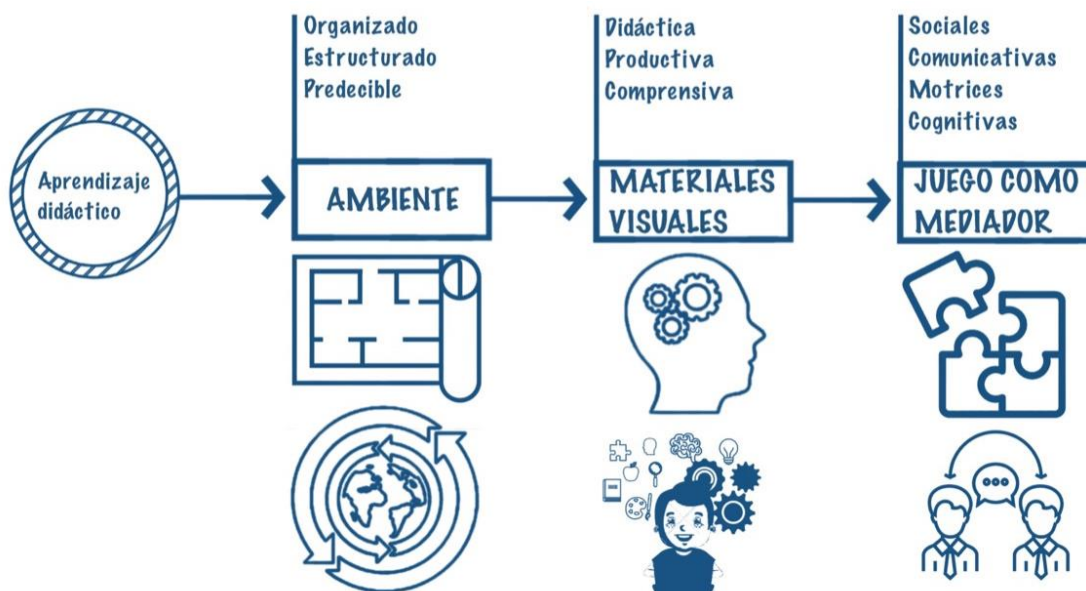 Organizado
Estructurado
Predecible
Didáctica
Productiva
Comprensiva
Sociales
Comunicativas
Motrices
Cognitivas
Aprendizaje
didáctico
AMBIENTE
MATERIALES
VISUALES
JUEGO COMO
MEDIADOR